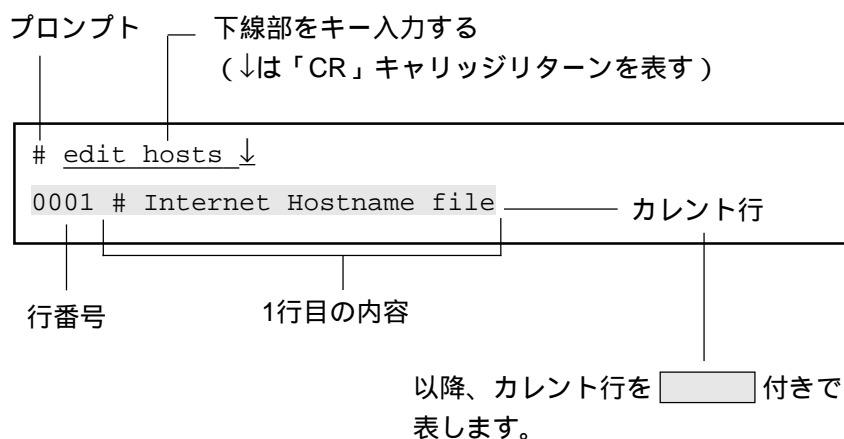 プロンプト
下線部をキー入力する
(↓は「CR」キャリッジリターンを表す)
# edit hosts ↓
0001 # Internet Hostname file
カレント行
行番号
1行目の内容
以降、カレント行を 付きで
表します。